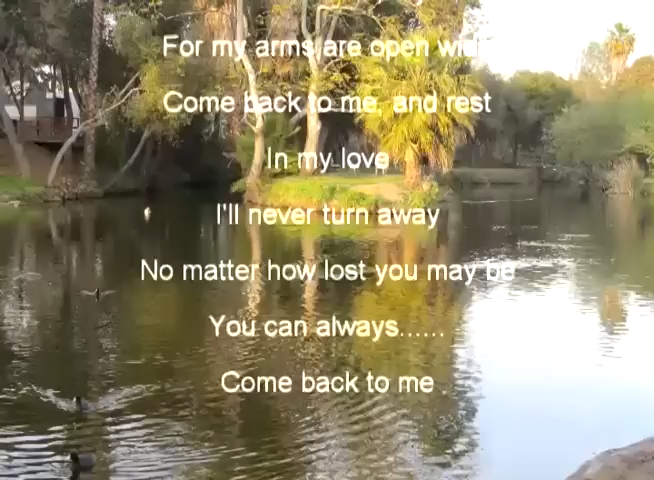 For my arms are open wide
Come back to me, and rest
In my love
I'll never turn away
No matter how lost you may be
You can always......
Come back to me